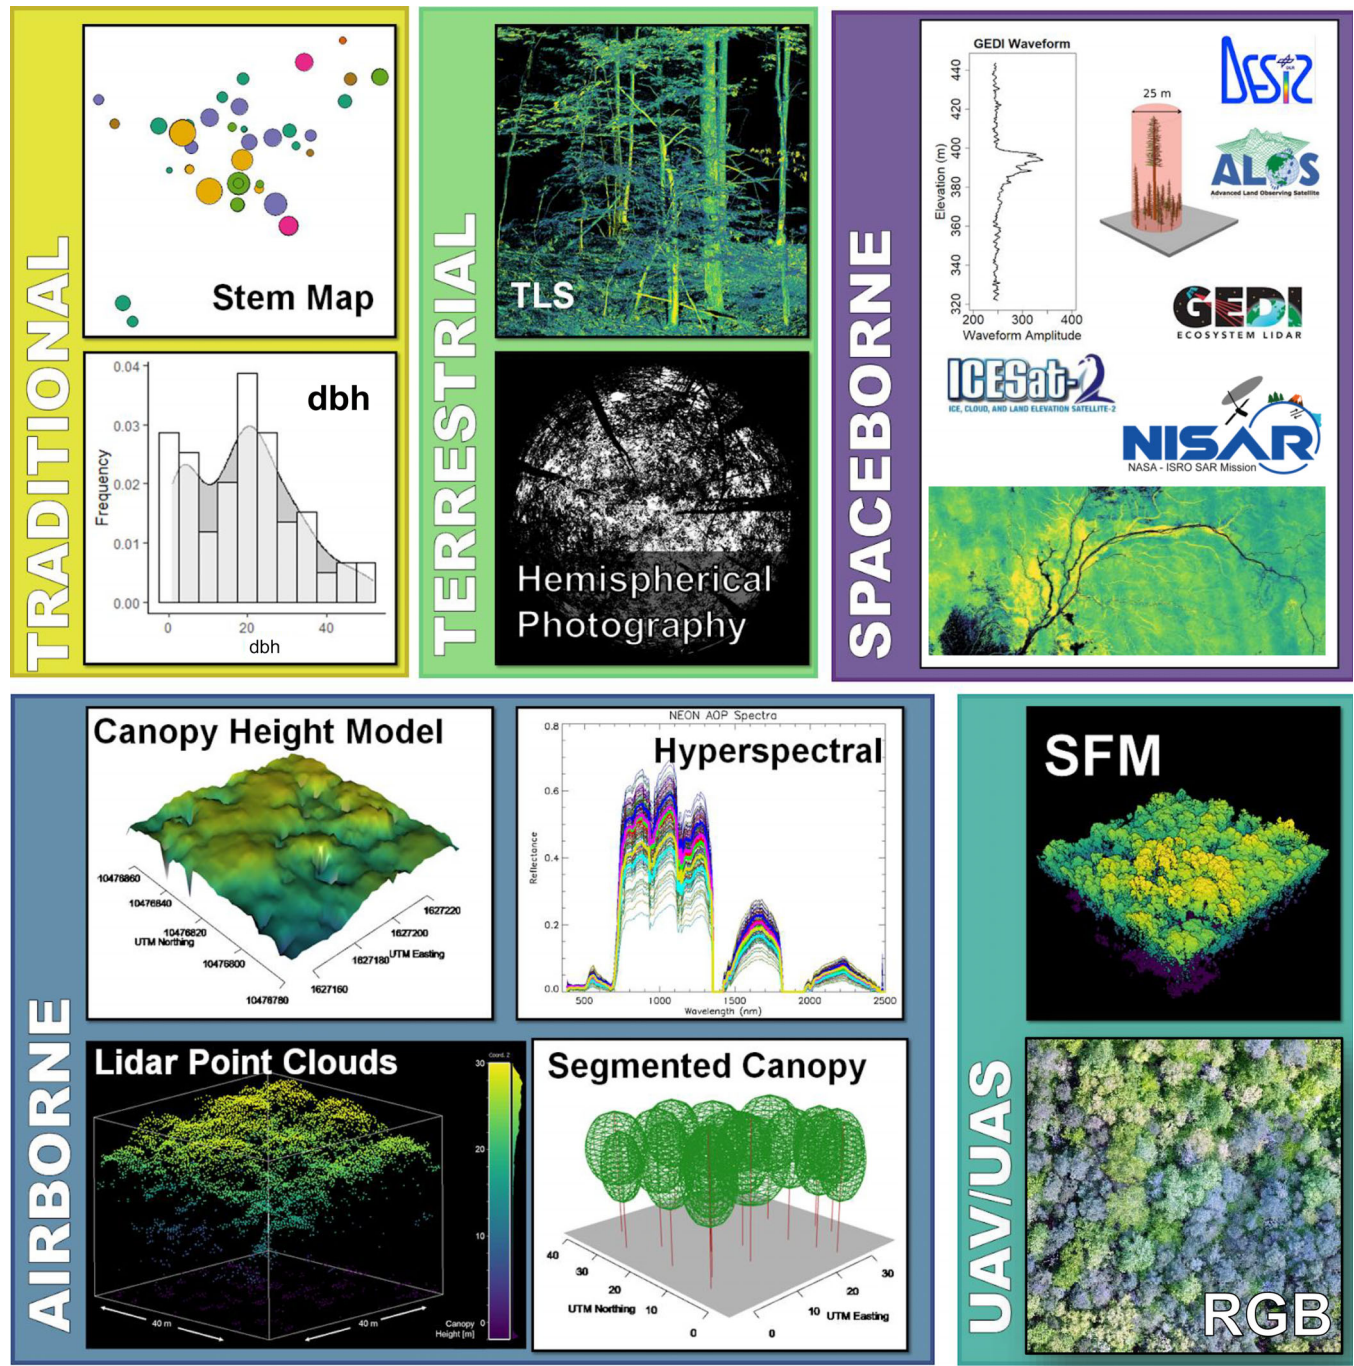 TRADITIONAL
Stem Map
dbh
0.04
0.03
0.02
0.01
0.00
Frequency
0
20
40
dbh
TERRESTRIAL
TLS
Hemispherical
Photography
SPACEBORNE
GEDI Waveform
440
420
400
380
360
340
320
Elevation (m)
200
300
400
Waveform Amplitude
25 m
DESIS
DLR
ALOS
Advanced Land Observing Satellite
GEDI
ECOSYSTEM LIDAR
ICESat-2
ICE, CLOUD, AND LAND ELEVATION SATELLITE-2
NISAR
NASA - ISRO SAR Mission
AIRBORNE
Canopy Height Model
10476860
10476840
10476820
10476800
10476780
UTM Northing
1627220
1627200
1627180
1627160
UTM Easting
NEON AOP Spectra
Hyperspectral
0.8
0.6
0.4
0.2
0.0
Reflectance
500
1000
1500
2000
2500
Wavelength (nm)
Lidar Point Clouds
Coord. Z
30
20
10
0
Canopy
Height [m]
40 m
40 m
Segmented Canopy
40
30
20
10
0
UTM Northing
0
10
20
30
UTM Easting
UAV/UAS
SFM
RGB